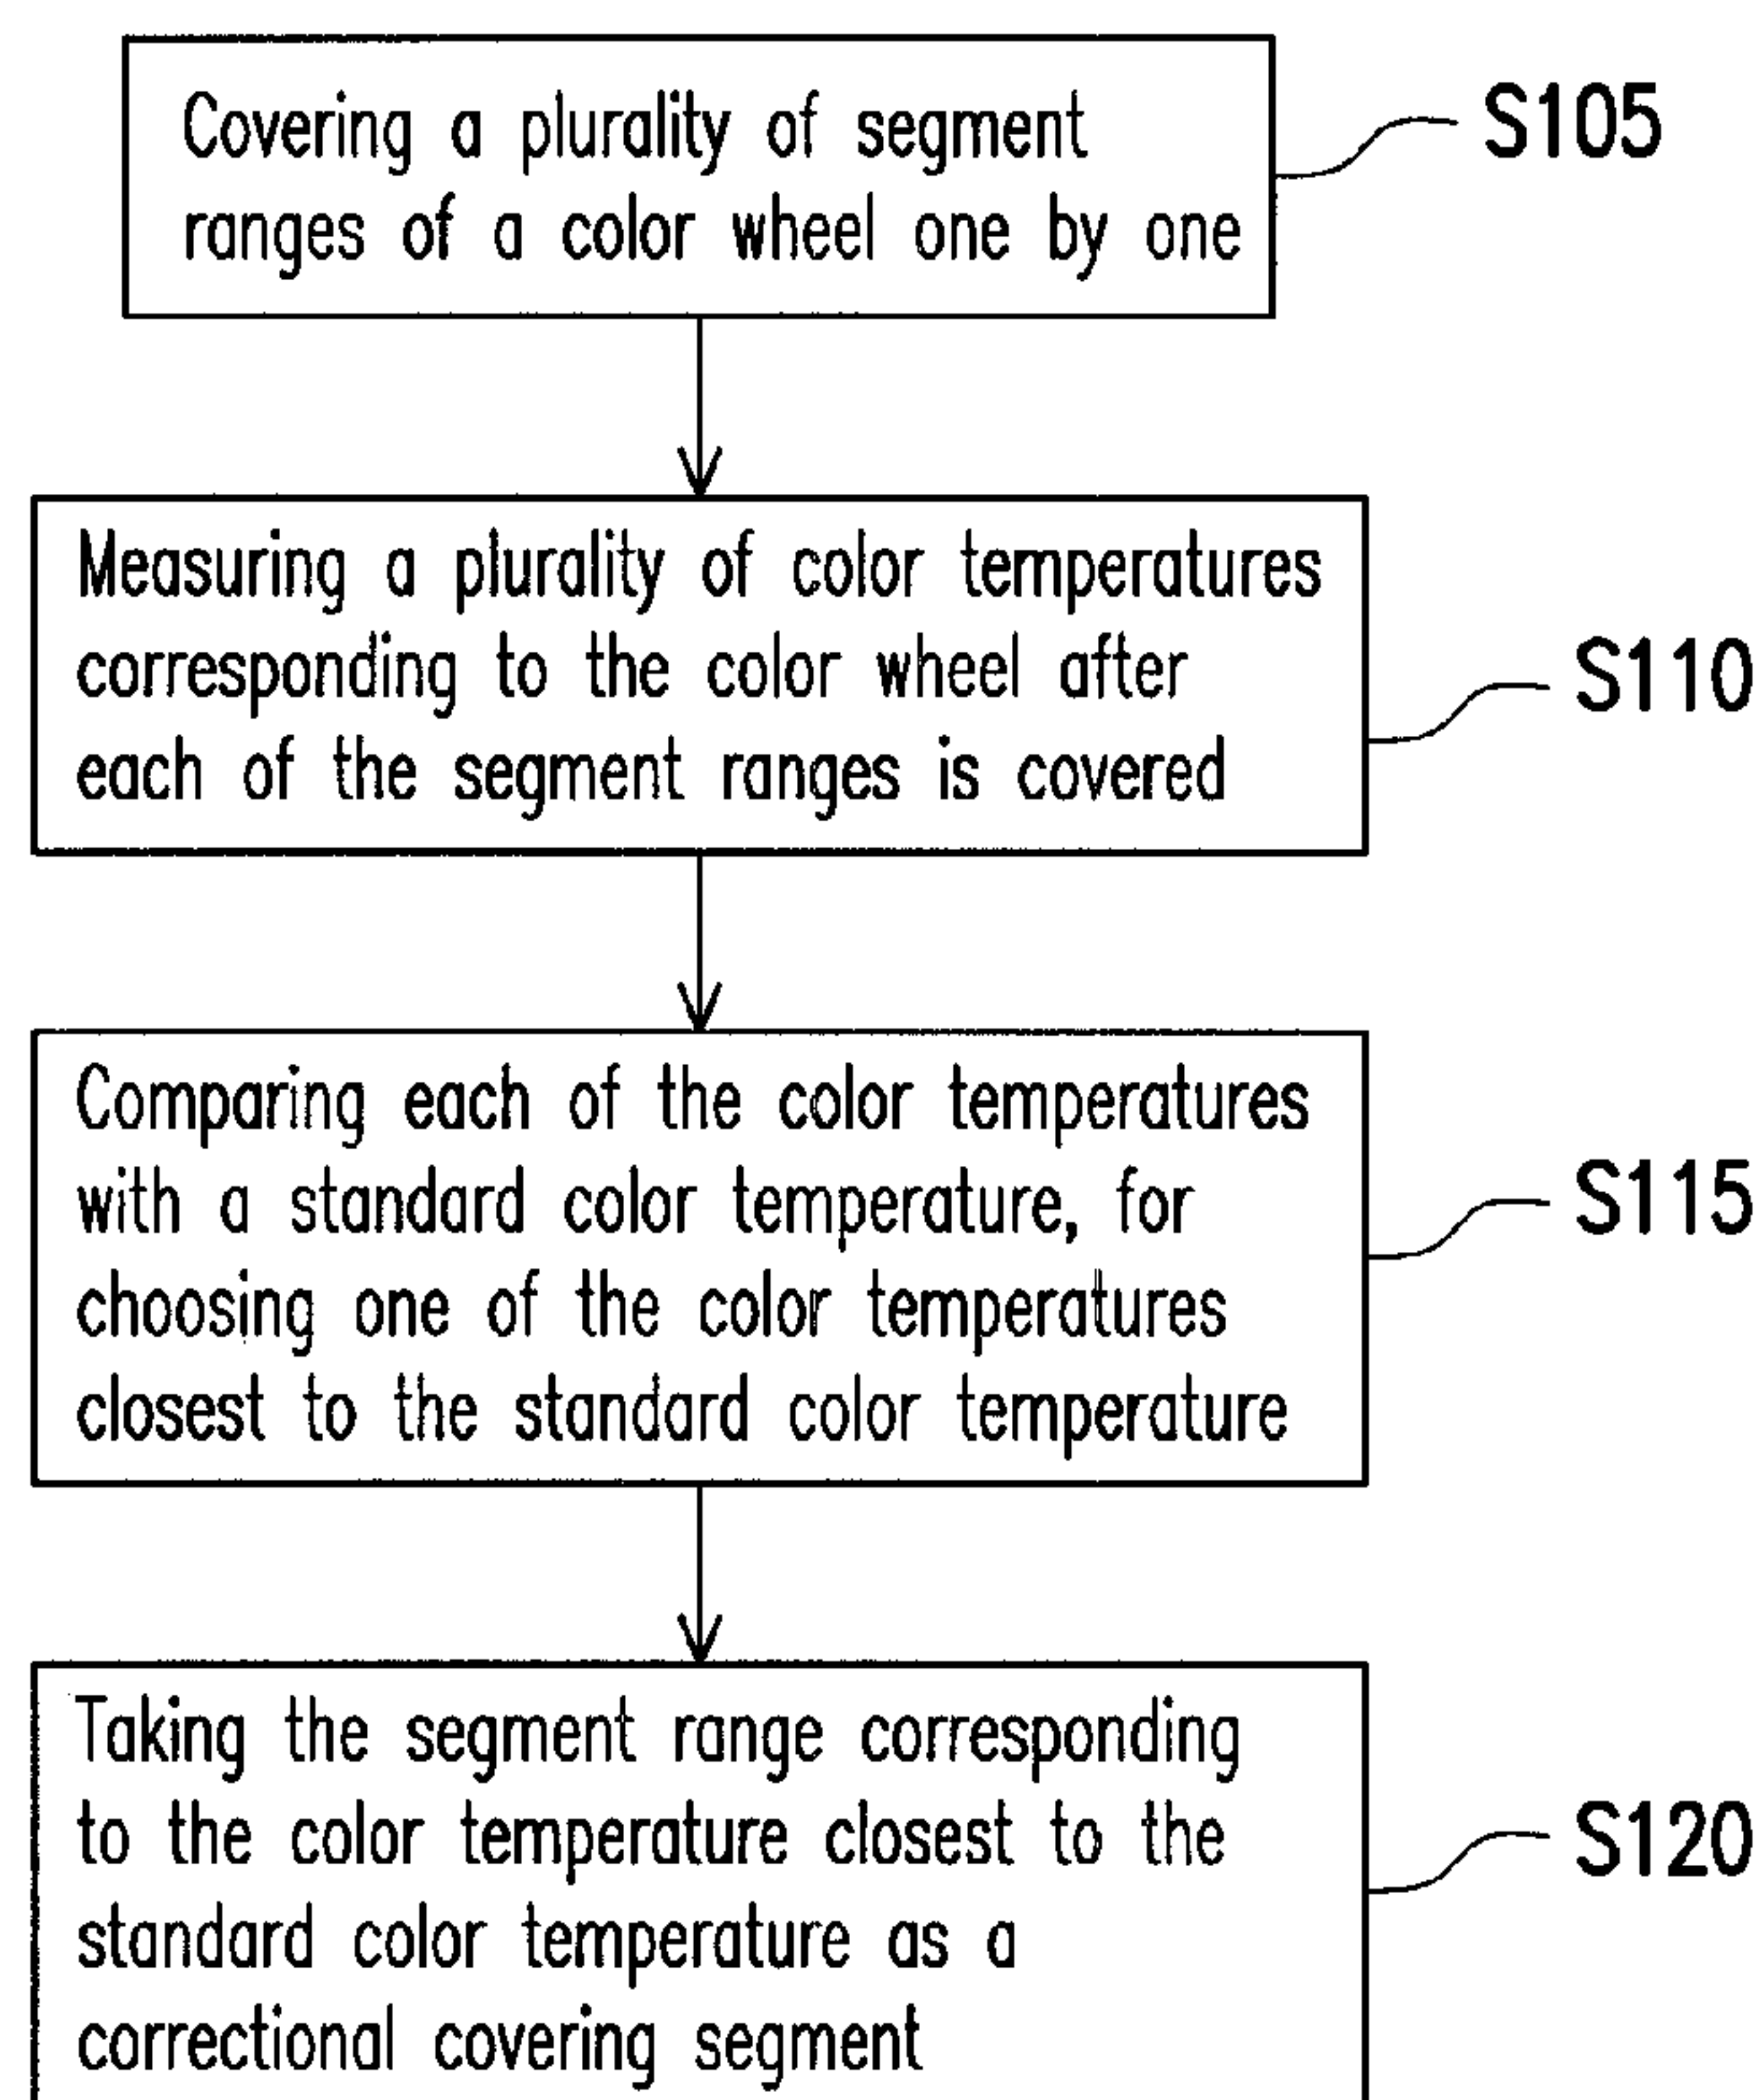 Covering a plurality of segment
ranges of a color wheel one by one
S105
Measuring a plurality of color temperatures
corresponding to the color wheel after
each of the segment ranges is covered
S110
Comparing each of the color temperatures
with a standard color temperature, for
choosing one of the color temperatures
closest to the standard color temperature
S115
Taking the segment range corresponding
to the color temperature closest to the
standard color temperature as a
correctional covering segment
S120